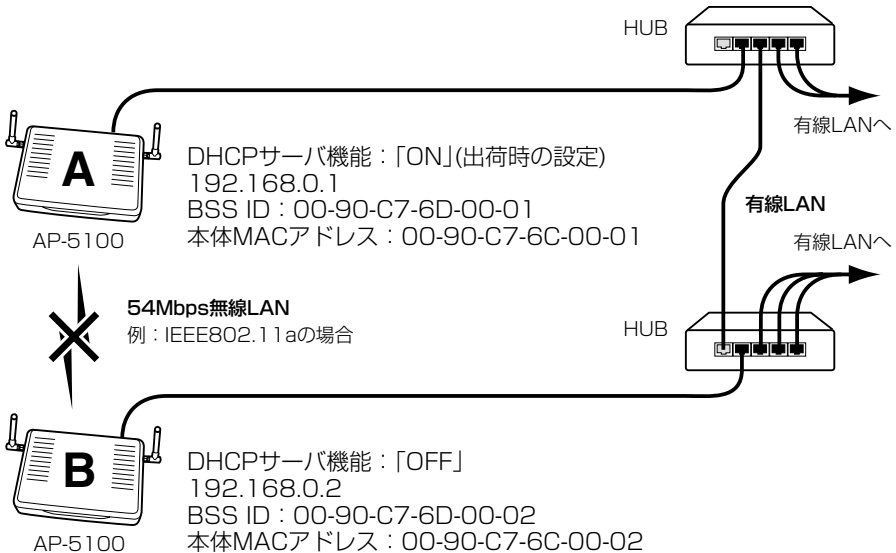 HUB
有線LANへ
A
AP-5100
DHCPサーバ機能：「ON」(出荷時の設定)
192.168.0.1
BSS ID：00-90-C7-6D-00-01
本体MACアドレス：00-90-C7-6C-00-01
有線LAN
有線LANへ
54Mbps無線LAN
例：IEEE802.11aの場合
HUB
B
AP-5100
DHCPサーバ機能：「OFF」
192.168.0.2
BSS ID：00-90-C7-6D-00-02
本体MACアドレス：00-90-C7-6C-00-02